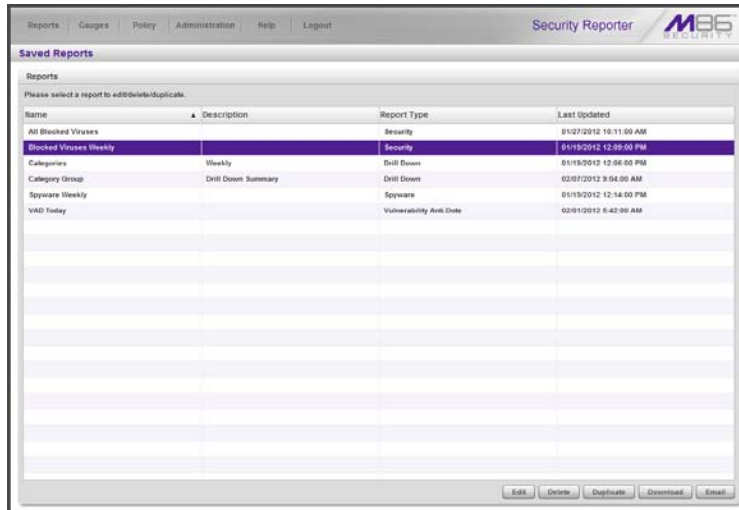 Reports Gauges Policy Administration Help Logout Security Reporter M86 SECURITY
Saved Reports
Reports
Please select a report to edit/delete/duplicate.
Name Description Report Type Last Updated
All Blocked Viruses Security 01/27/2012 10:11:00 AM
Blocked Viruses Weekly Security 01/19/2012 12:09:00 PM
Categories Weekly Drill Down 01/19/2012 12:06:00 PM
Category Group Drill Down Summary Drill Down 02/07/2012 9:04:00 AM
Spyware Weekly Spyware 01/19/2012 12:14:00 PM
VAD Today Vulnerability Anti.Dote 02/01/2012 5:42:00 AM
Edit Delete Duplicate Download Email